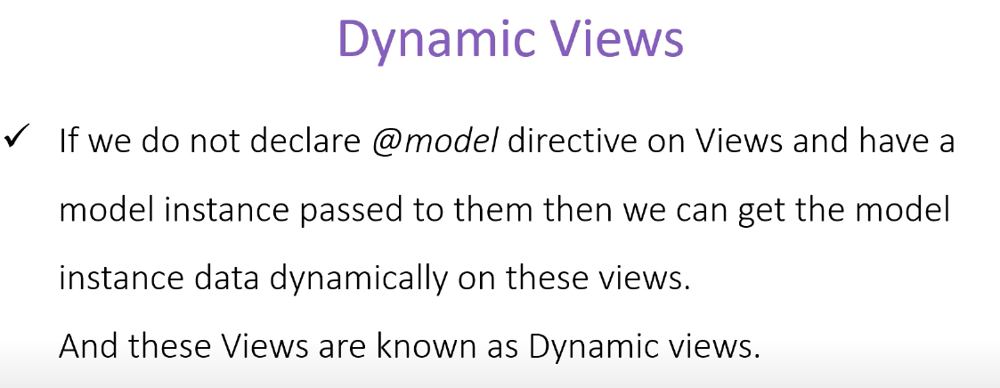 Dynamic Views
✓ If we do not declare @model directive on Views and have a
model instance passed to them then we can get the model
instance data dynamically on these views.
And these Views are known as Dynamic views.